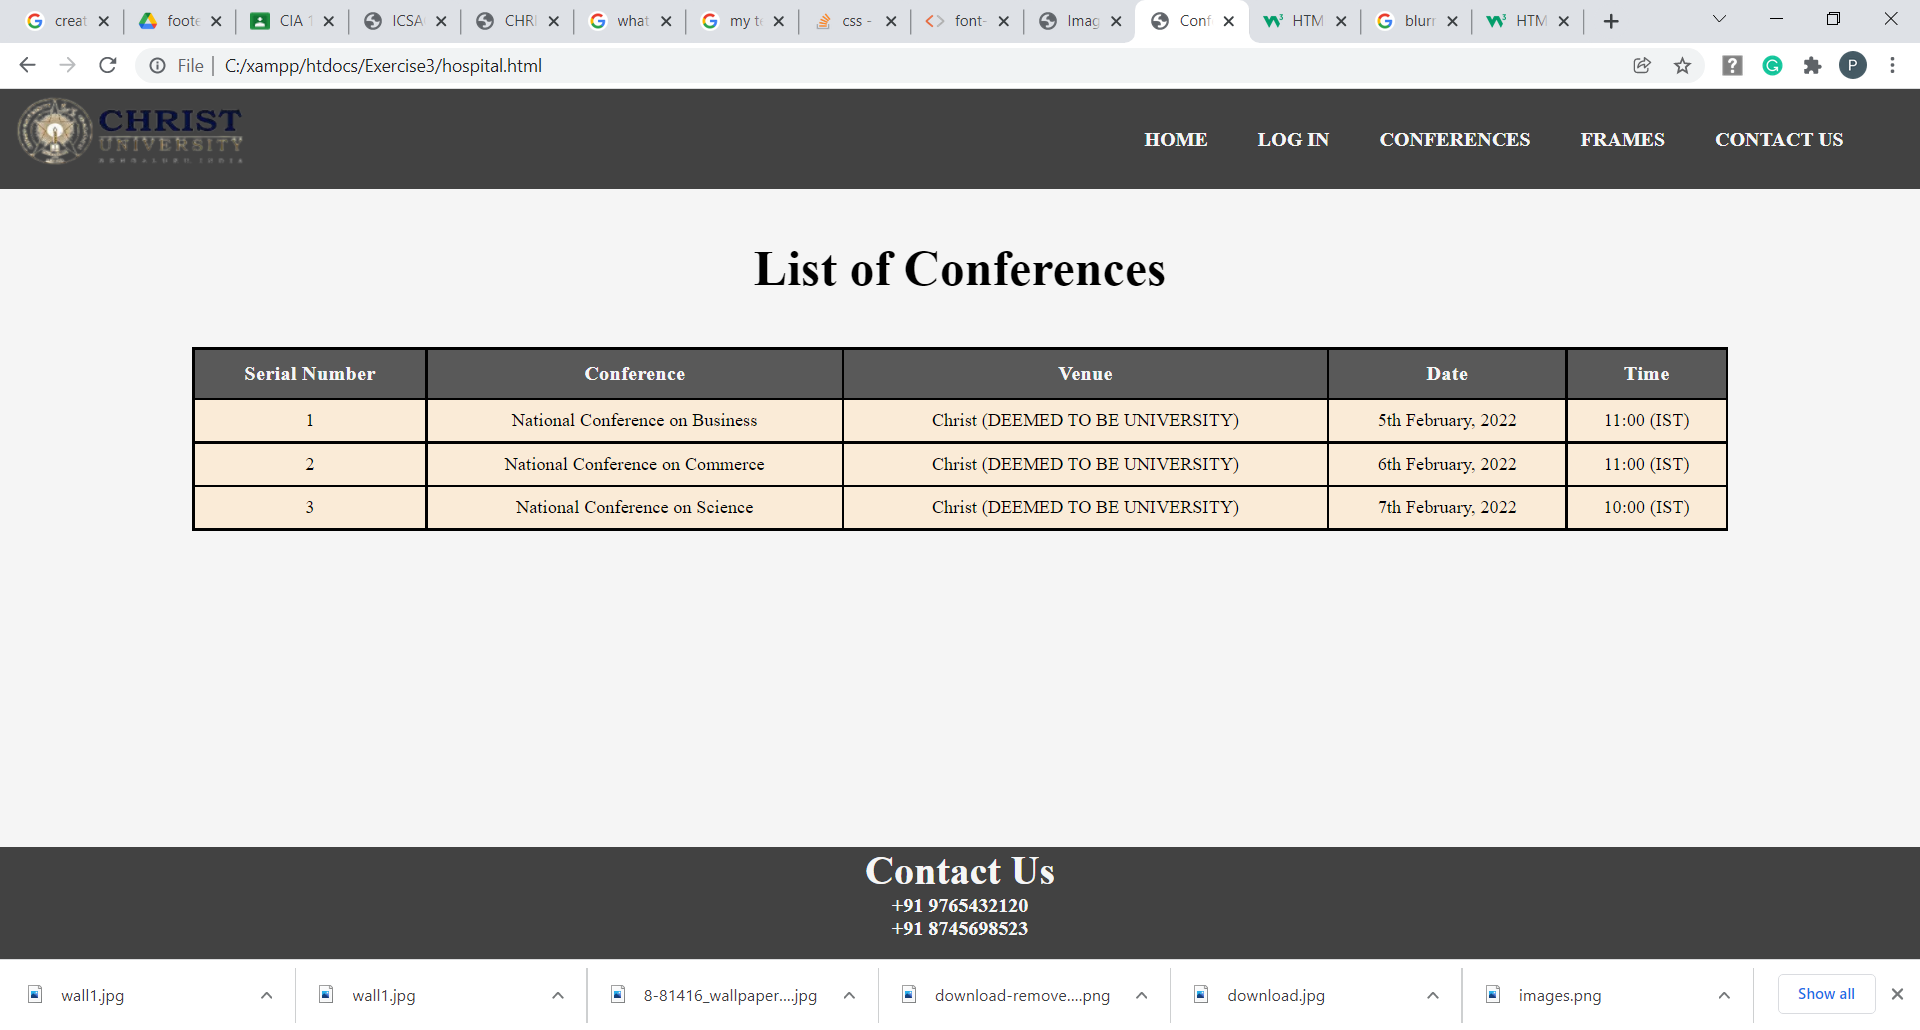 creat
foote
CIA 1
ICSA
CHRI
what
my t
css -
font-
Imag
Conf
HTM
blurr
HTM
File | C:/xampp/htdocs/Exercise3/hospital.html
P
CHRIST
UNIVERSITY
BENGALURU, INDIA
HOME LOG IN CONFERENCES FRAMES CONTACT US
List of Conferences
Serial Number Conference Venue Date Time
1 National Conference on Business Christ (DEEMED TO BE UNIVERSITY) 5th February, 2022 11:00 (IST)
2 National Conference on Commerce Christ (DEEMED TO BE UNIVERSITY) 6th February, 2022 11:00 (IST)
3 National Conference on Science Christ (DEEMED TO BE UNIVERSITY) 7th February, 2022 10:00 (IST)
Contact Us
+91 9765432120
+91 8745698523
wall1.jpg wall1.jpg 8-81416_wallpaper....jpg download-remove....png download.jpg images.png Show all